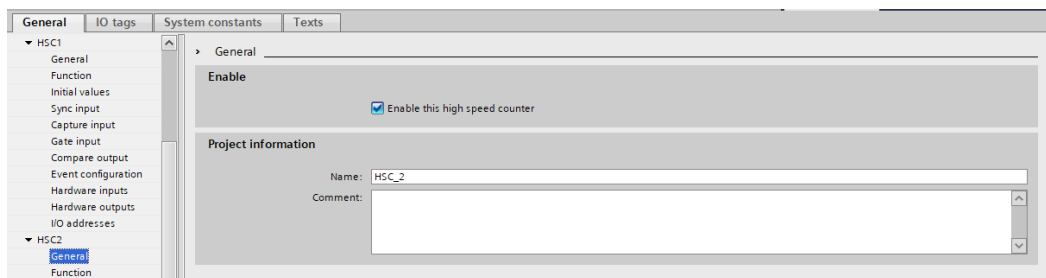 General IO tags System constants Texts
HSC1
General
Function
Initial values
Sync input
Capture input
Gate input
Compare output
Event configuration
Hardware inputs
Hardware outputs
I/O addresses
HSC2
General
Function
General
Enable
Enable this high speed counter
Project information
Name: HSC_2
Comment: